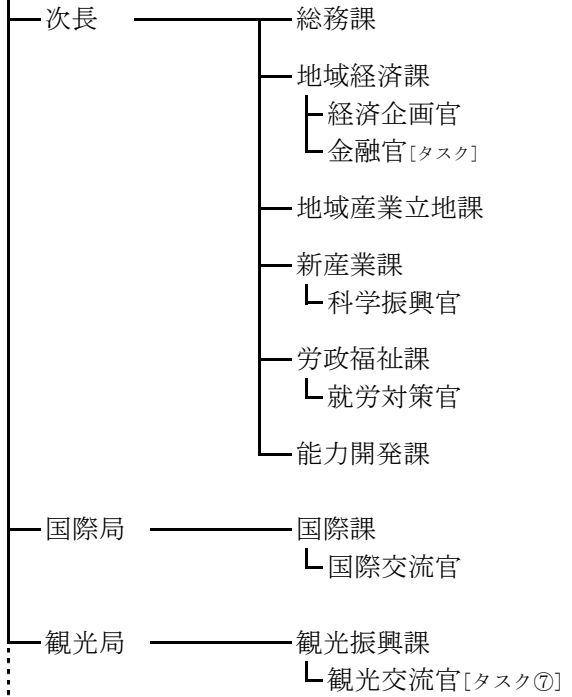 次長 総務課
地域経済課
経済企画官
金融官[タスク]
地域産業立地課
新産業課
科学振興官
労政福祉課
就労対策官
能力開発課
国際局 国際課
国際交流官
観光局 観光振興課
観光交流官[タスク⑦]